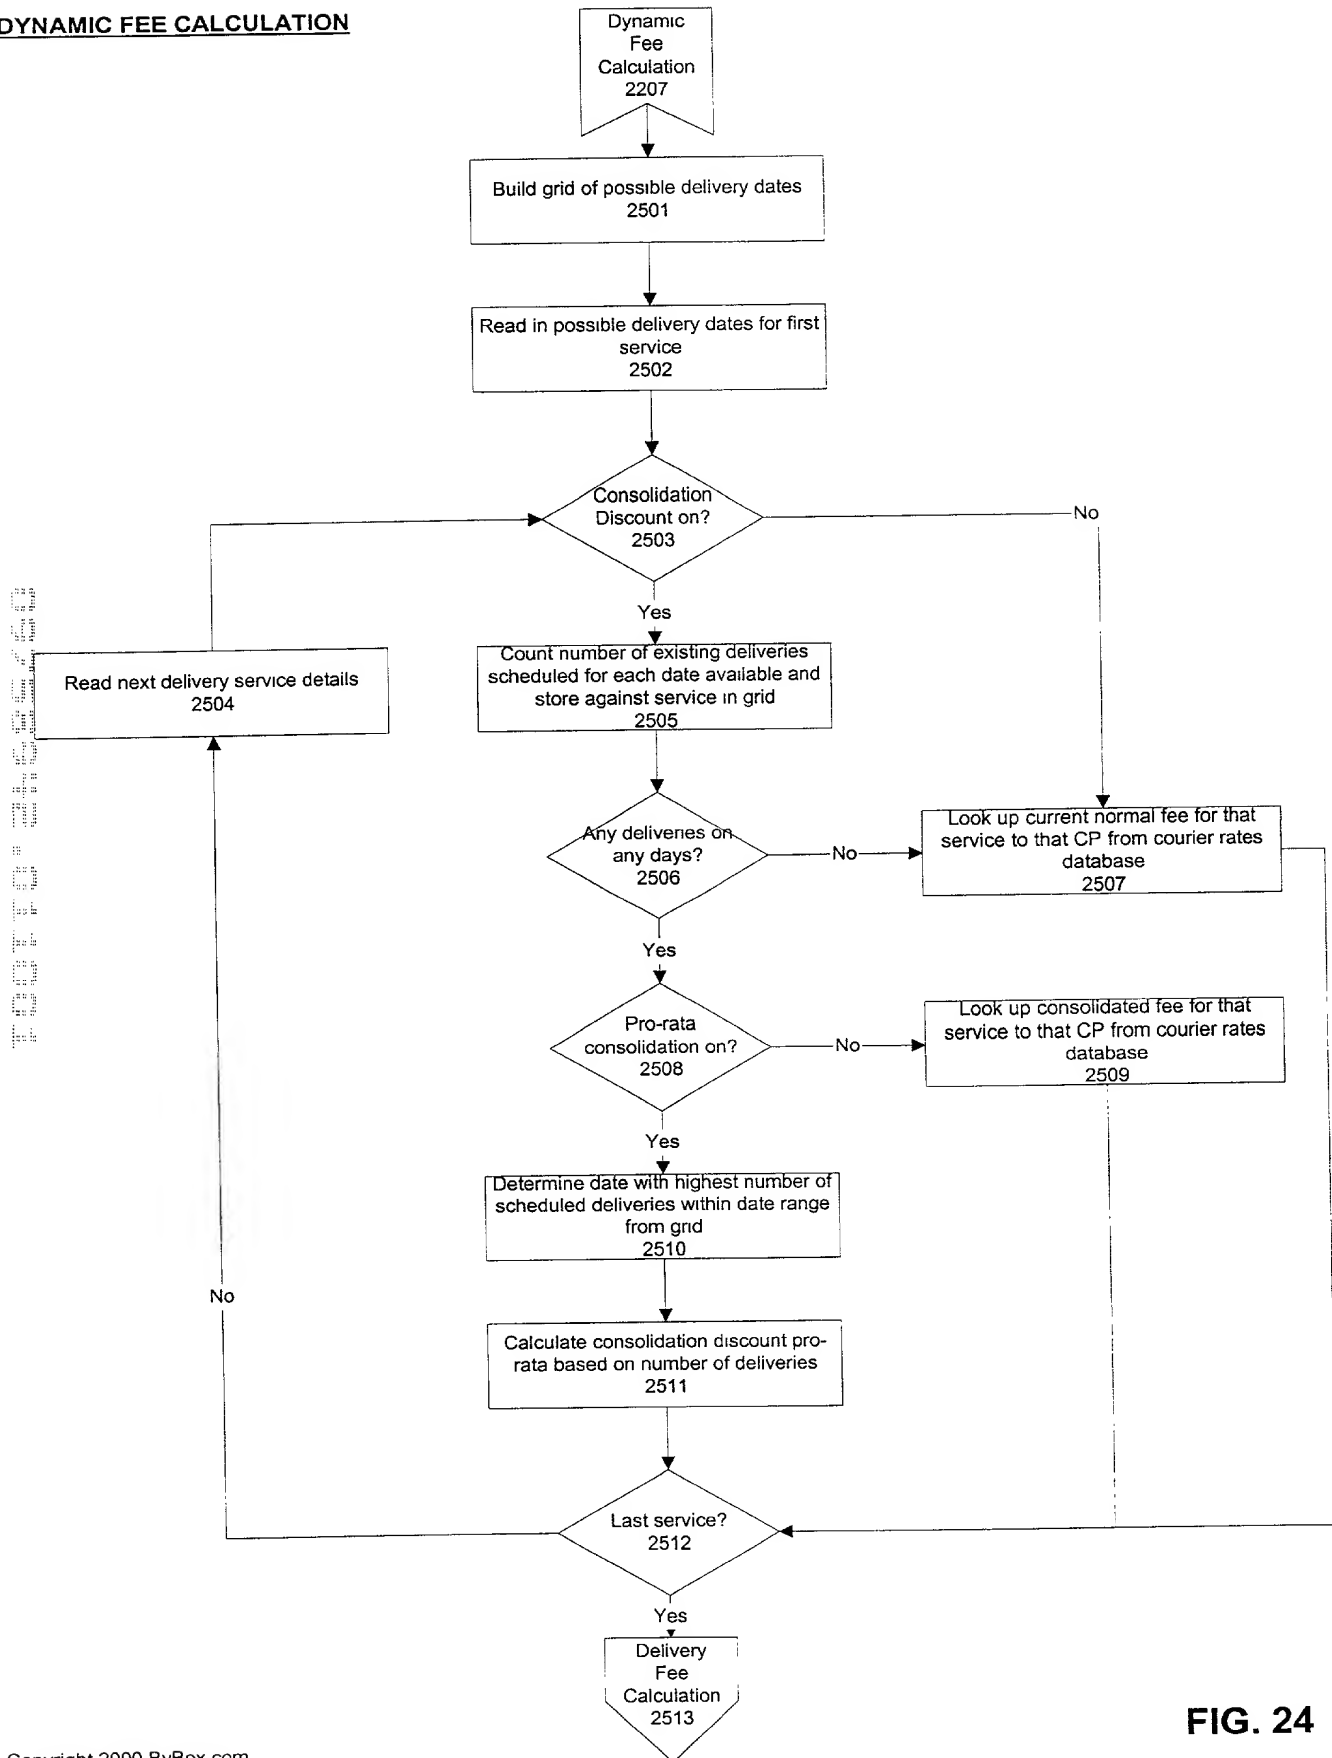 DYNAMIC FEE CALCULATION
Dynamic
Fee
Calculation
2207
Build grid of possible delivery dates
2501
Read in possible delivery dates for first
service
2502
Consolidation
Discount on?
2503
No
Yes
Read next delivery service details
2504
Count number of existing deliveries
scheduled for each date available and
store against service in grid
2505
Any deliveries on
any days?
2506
No
Look up current normal fee for that
service to that CP from courier rates
database
2507
Yes
Pro-rata
consolidation on?
2508
No
Look up consolidated fee for that
service to that CP from courier rates
database
2509
Yes
Determine date with highest number of
scheduled deliveries within date range
from grid
2510
No
Calculate consolidation discount pro-
rata based on number of deliveries
2511
Last service?
2512
Yes
Delivery
Fee
Calculation
2513
FIG. 24
Copyright 2000 ByBox.com